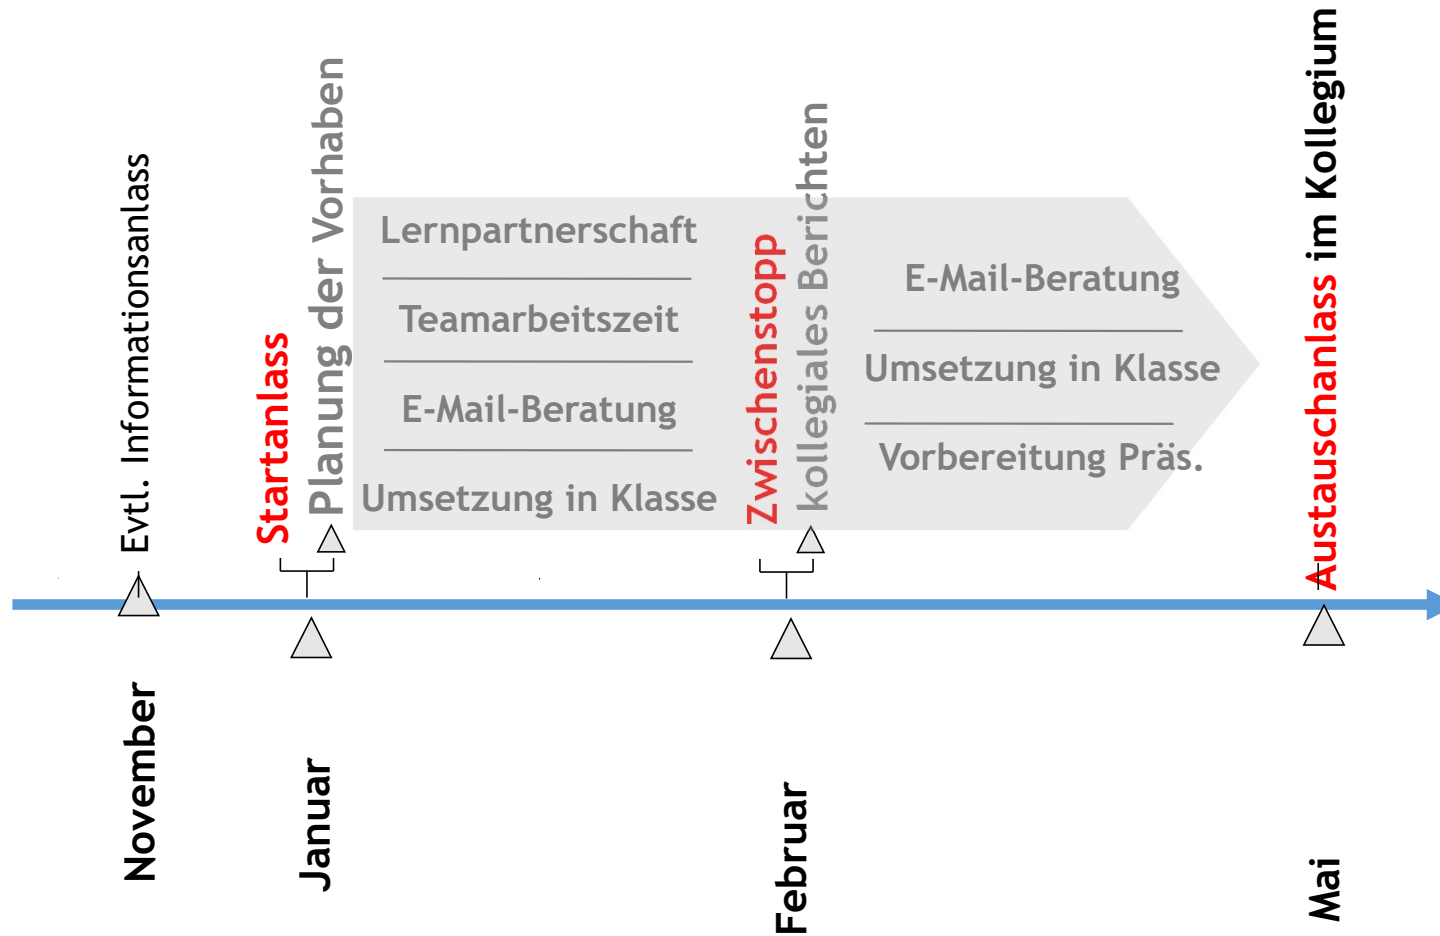 Evtl. Informationsanlass
Startanlass
Planung der Vorhaben
Lernpartnerschaft
Teamarbeitszeit
E-Mail-Beratung
Umsetzung in Klasse
Zwischenstopp
kollegiales Berichten
E-Mail-Beratung
Umsetzung in Klasse
Vorbereitung Präs.
Austauschanlass im Kollegium
November
Januar
Februar
Mai